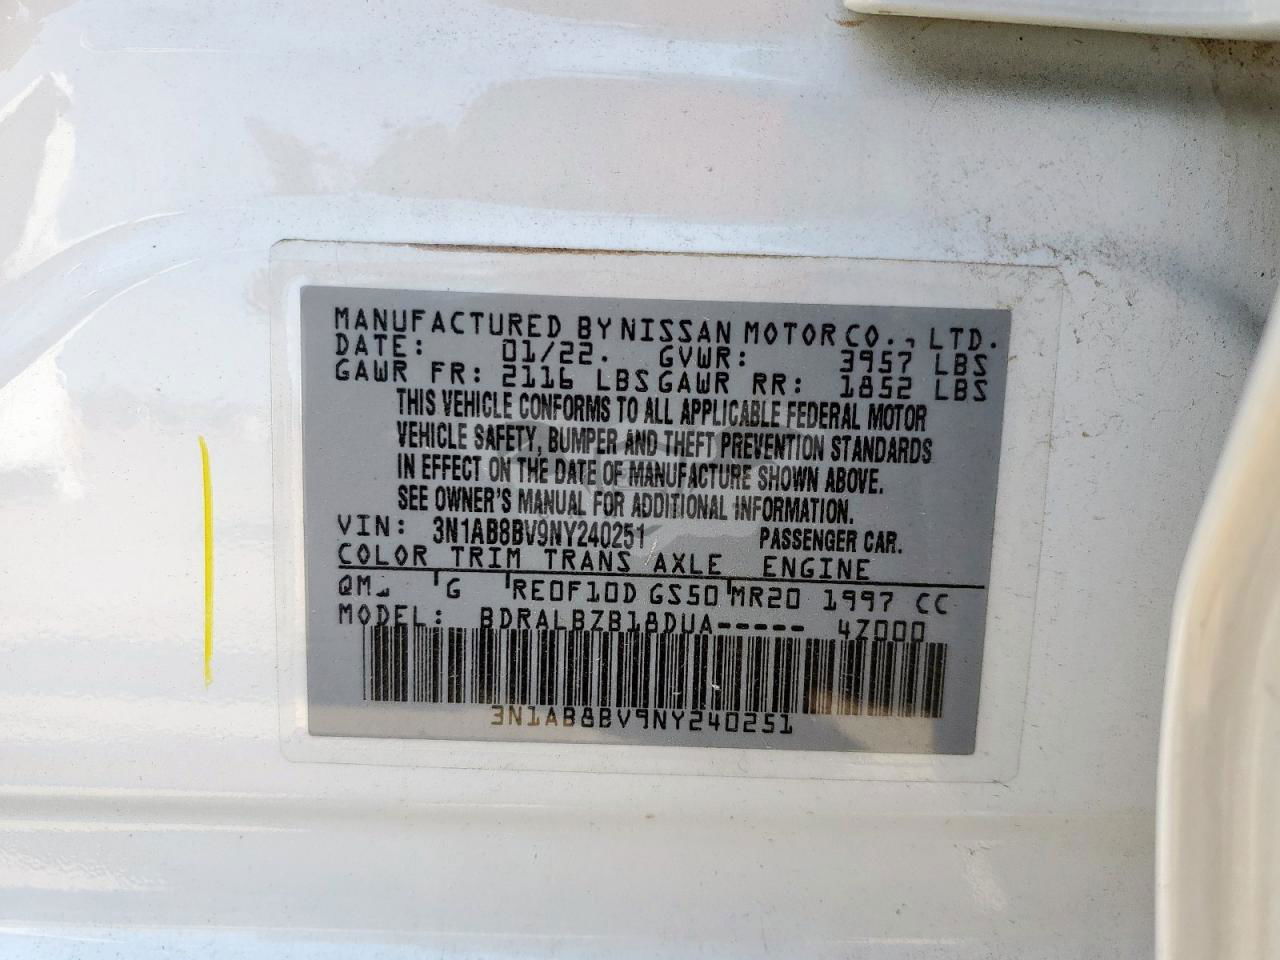 MANUFACTURED BY NISSAN MOTOR CO., LTD.
DATE: 01/22. GVWR: 3957 LBS
GAWR FR: 2116 LBS GAWR RR: 1852 LBS
THIS VEHICLE CONFORMS TO ALL APPLICABLE FEDERAL MOTOR
VEHICLE SAFETY, BUMPER AND THEFT PREVENTION STANDARDS
IN EFFECT ON THE DATE OF MANUFACTURE SHOWN ABOVE.
SEE OWNER'S MANUAL FOR ADDITIONAL INFORMATION.
VIN: 3N1AB8BV9NY240251 PASSENGER CAR.
COLOR TRIM TRANS AXLE ENGINE
QM. G RE0F10D GS50 MR20 1997 CC
MODEL: BDRALBZB18DUA----- 4Z000
3N1AB8BV9NY240251